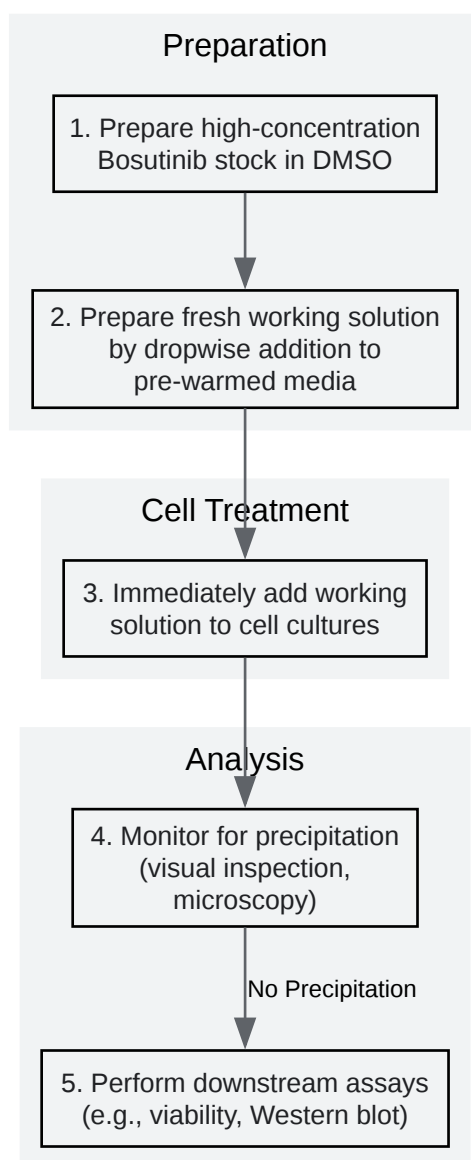 Preparation
1. Prepare high-concentration
Bosutinib stock in DMSO
2. Prepare fresh working solution
by dropwise addition to
pre-warmed media
Cell Treatment
3. Immediately add working
solution to cell cultures
Analysis
4. Monitor for precipitation
(visual inspection,
microscopy)
No Precipitation
5. Perform downstream assays
(e.g., viability, Western blot)